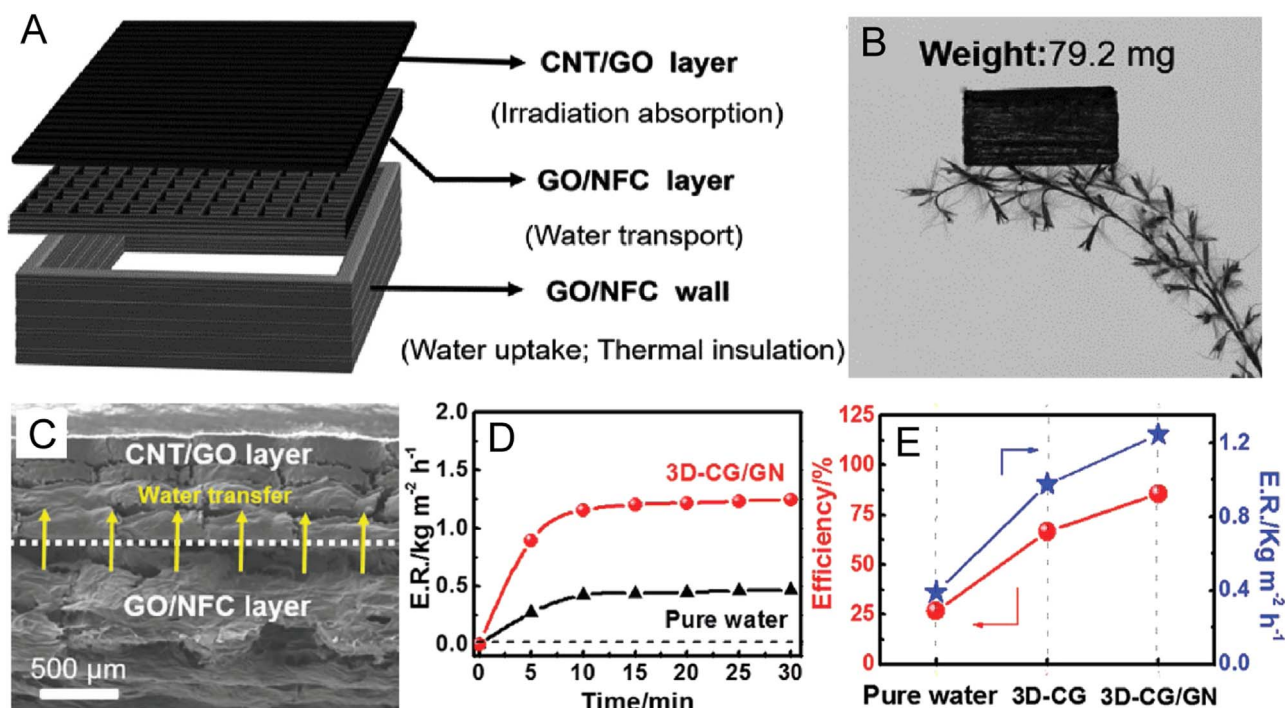 A
CNT/GO layer
(Irradiation absorption)
GO/NFC layer
(Water transport)
GO/NFC wall
(Water uptake; Thermal insulation)
B
Weight:79.2 mg
C
CNT/GO layer
Water transfer
GO/NFC layer
500 µm
D
E.R./kg m⁻² h⁻¹
2.0
1.5
1.0
0.5
0.0
3D-CG/GN
Pure water
0 5 10 15 20 25 30
Time/min
E
Efficiency/%
125
100
75
50
25
0
1.2
0.8
0.4
0.0
E.R./Kg m⁻² h⁻¹
Pure water 3D-CG 3D-CG/GN